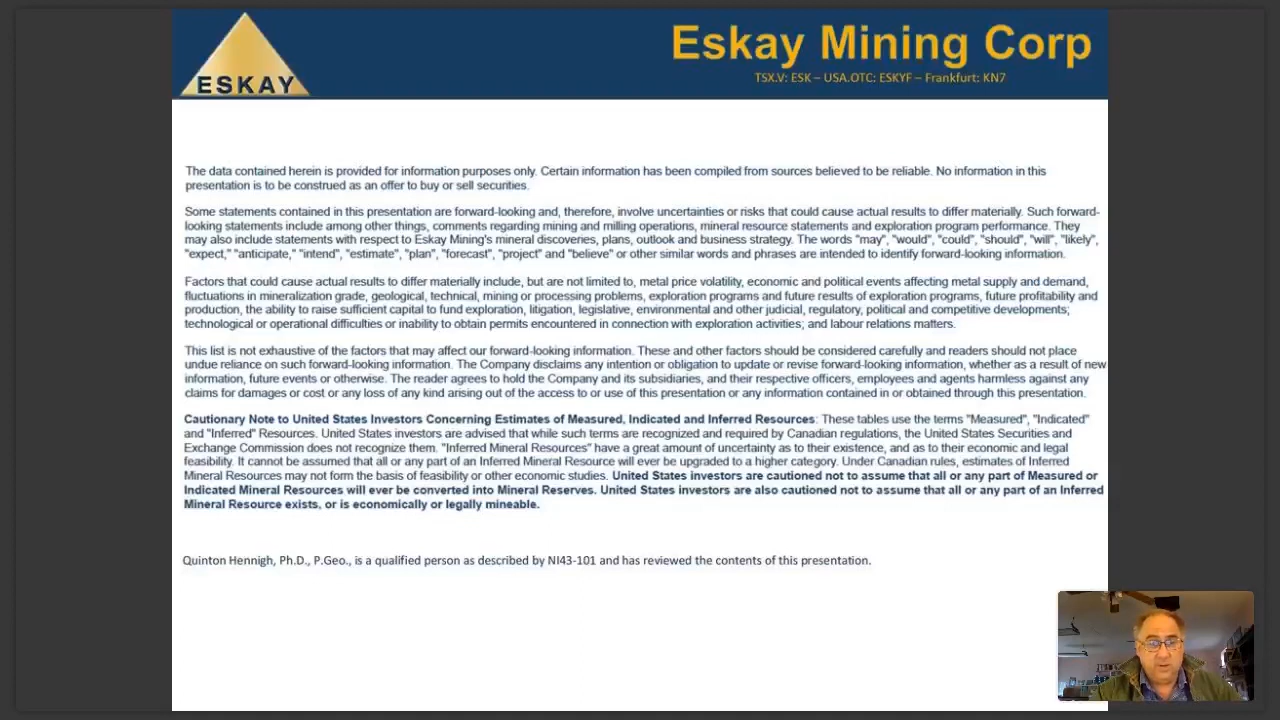 ESKAY
Eskay Mining Corp
TSX.V: ESK – USA.OTC: ESKYF – Frankfurt: KN7
The data contained herein is provided for information purposes only. Certain information has been compiled from sources believed to be reliable. No information in this
presentation is to be construed as an offer to buy or sell securities.
Some statements contained in this presentation are forward-looking and, therefore, involve uncertainties or risks that could cause actual results to differ materially. Such forward-
looking statements include among other things, comments regarding mining and milling operations, mineral resource statements and exploration program performance. They
may also include statements with respect to Eskay Mining's mineral discoveries, plans, outlook and business strategy. The words "may", "would", "could", "should", "will", "likely",
"expect," "anticipate," "intend", "estimate", "plan", "forecast", "project" and "believe" or other similar words and phrases are intended to identify forward-looking information.
Factors that could cause actual results to differ materially include, but are not limited to, metal price volatility, economic and political events affecting metal supply and demand,
fluctuations in mineralization grade, geological, technical, mining or processing problems, exploration programs and future results of exploration programs, future profitability and
production, the ability to raise sufficient capital to fund exploration, litigation, legislative, environmental and other judicial, regulatory, political and competitive developments;
technological or operational difficulties or inability to obtain permits encountered in connection with exploration activities; and labour relations matters.
This list is not exhaustive of the factors that may affect our forward-looking information. These and other factors should be considered carefully and readers should not place
undue reliance on such forward-looking information. The Company disclaims any intention or obligation to update or revise forward-looking information, whether as a result of new
information, future events or otherwise. The reader agrees to hold the Company and its subsidiaries, and their respective officers, employees and agents harmless against any
claims for damages or cost or any loss of any kind arising out of the access to or use of this presentation or any information contained in or obtained through this presentation.
Cautionary Note to United States Investors Concerning Estimates of Measured, Indicated and Inferred Resources: These tables use the terms "Measured", "Indicated"
and "Inferred" Resources. United States investors are advised that while such terms are recognized and required by Canadian regulations, the United States Securities and
Exchange Commission does not recognize them. "Inferred Mineral Resources" have a great amount of uncertainty as to their existence, and as to their economic and legal
feasibility. It cannot be assumed that all or any part of an Inferred Mineral Resource will ever be upgraded to a higher category. Under Canadian rules, estimates of Inferred
Mineral Resources may not form the basis of feasibility or other economic studies. United States investors are cautioned not to assume that all or any part of Measured or
Indicated Mineral Resources will ever be converted into Mineral Reserves. United States investors are also cautioned not to assume that all or any part of an Inferred
Mineral Resource exists, or is economically or legally mineable.
Quinton Hennigh, Ph.D., P.Geo., is a qualified person as described by NI43-101 and has reviewed the contents of this presentation.